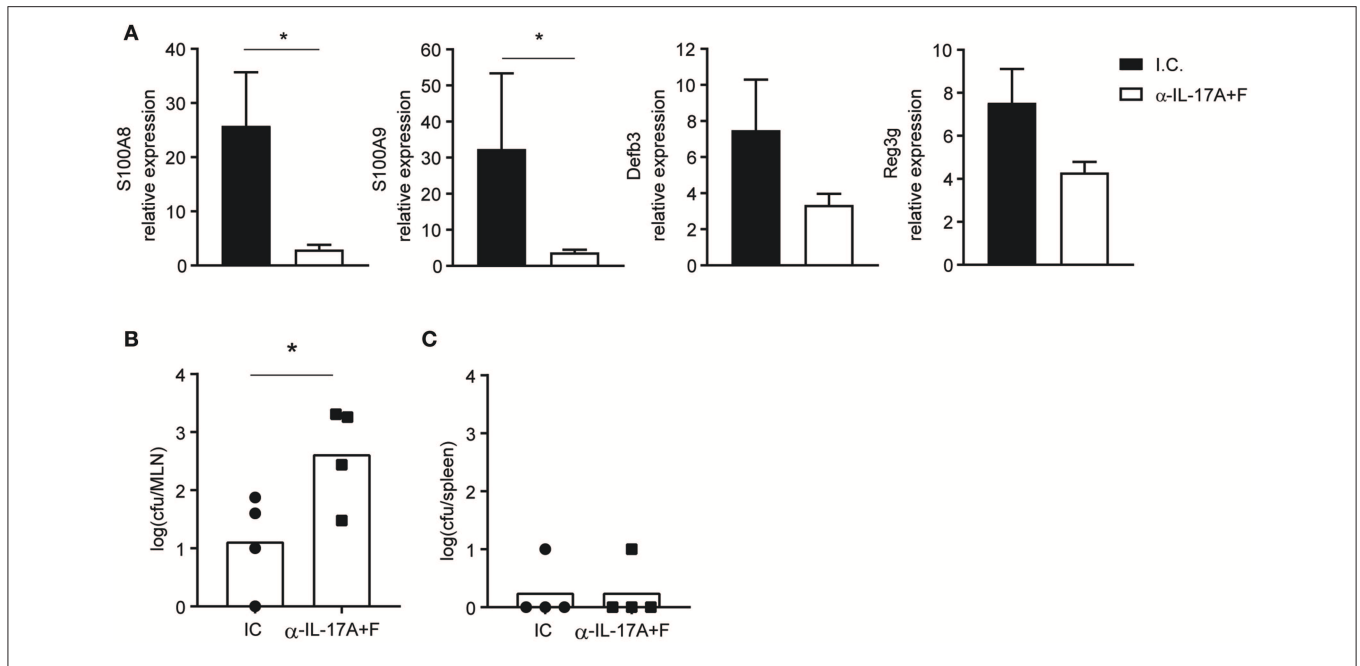 A
S100A8
relative expression
40
30
20
10
0
*
S100A9
relative expression
60
50
40
30
20
10
0
*
Defb3
relative expression
12
10
8
6
4
2
0
Reg3g
relative expression
10
8
6
4
2
0
I.C.
α-IL-17A+F
B
log(cfu/MLN)
4
3
2
1
0
*
IC
α-IL-17A+F
C
log(cfu/spleen)
4
3
2
1
0
IC
α-IL-17A+F